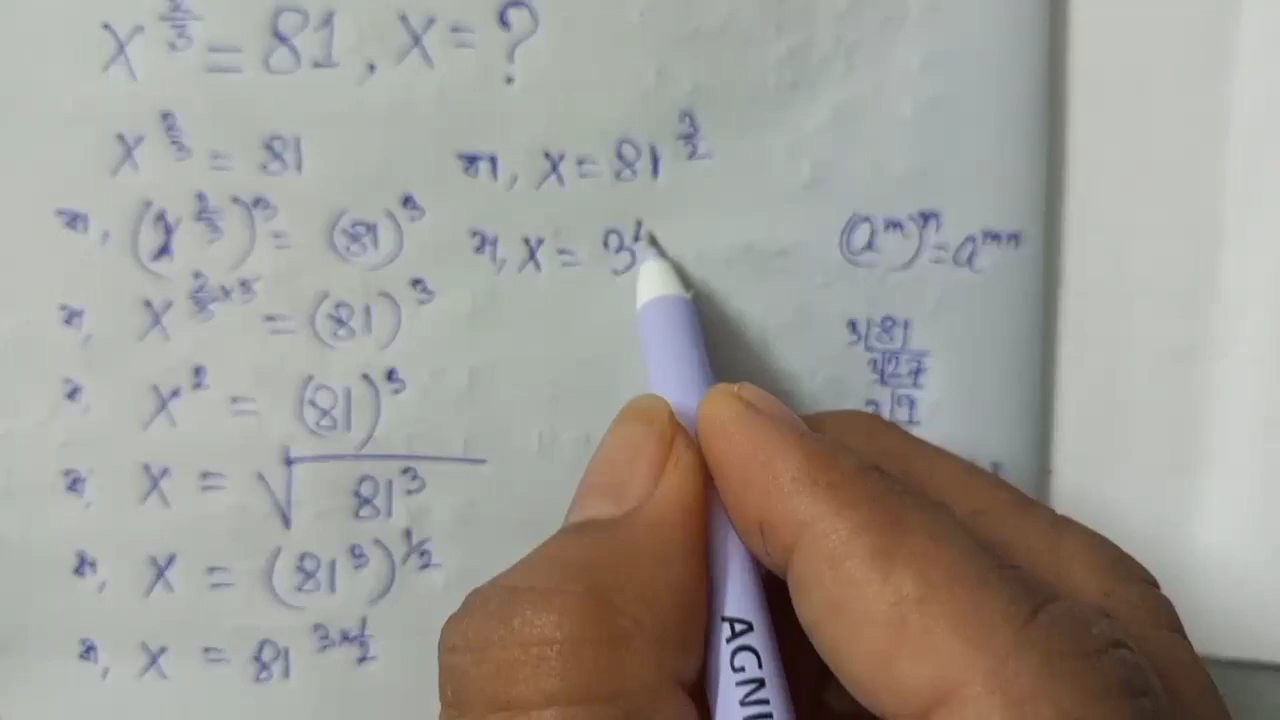 x^{2/3} = 81, x = ?
x^{2/3} = 81
বা, (x^{2/3})^3 = (81)^3
বা, x^{2/3×3} = (81)^3
বা, x^2 = (81)^3
বা, x = √81^3
বা, x = (81^3)^{1/2}
বা, x = 81^{3×1/2}
বা, x = 81^{3/2}
বা, x = 3^4
(a^m)^n = a^{mn}
3|81
3|27
3|9
AGNI